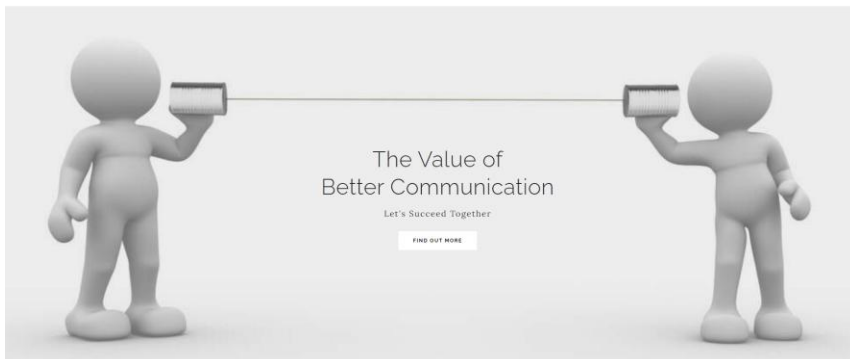 The Value of
Better Communication
Let's Succeed Together
FIND OUT MORE